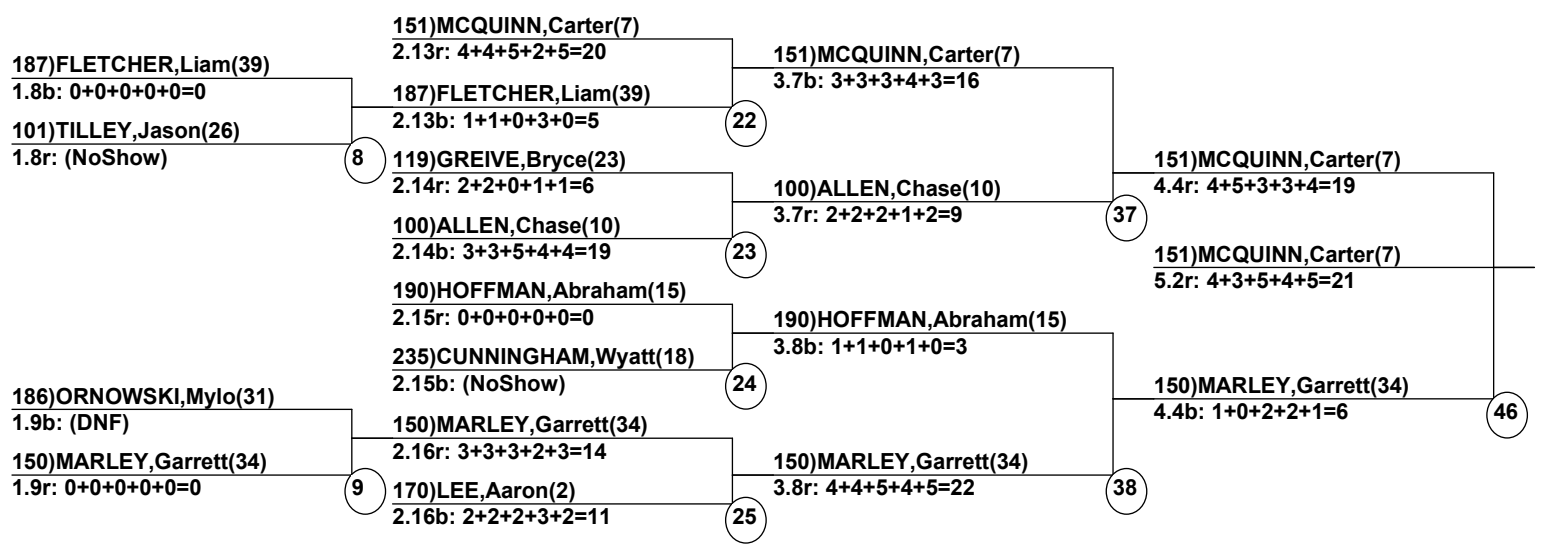 187)FLETCHER,Liam(39)
1.8b: 0+0+0+0+0=0
101)TILLEY,Jason(26)
1.8r: (NoShow)
8
186)ORNOWSKI,Mylo(31)
1.9b: (DNF)
150)MARLEY,Garrett(34)
1.9r: 0+0+0+0+0=0
9
151)MCQUINN,Carter(7)
2.13r: 4+4+5+2+5=20
187)FLETCHER,Liam(39)
2.13b: 1+1+0+3+0=5
22
119)GREIVE,Bryce(23)
2.14r: 2+2+0+1+1=6
100)ALLEN,Chase(10)
2.14b: 3+3+5+4+4=19
23
190)HOFFMAN,Abraham(15)
2.15r: 0+0+0+0+0=0
235)CUNNINGHAM,Wyatt(18)
2.15b: (NoShow)
24
150)MARLEY,Garrett(34)
2.16r: 3+3+3+2+3=14
170)LEE,Aaron(2)
2.16b: 2+2+2+3+2=11
25
151)MCQUINN,Carter(7)
3.7b: 3+3+3+4+3=16
100)ALLEN,Chase(10)
3.7r: 2+2+2+1+2=9
37
190)HOFFMAN,Abraham(15)
3.8b: 1+1+0+1+0=3
150)MARLEY,Garrett(34)
3.8r: 4+4+5+4+5=22
38
151)MCQUINN,Carter(7)
4.4r: 4+5+3+3+4=19
151)MCQUINN,Carter(7)
5.2r: 4+3+5+4+5=21
150)MARLEY,Garrett(34)
4.4b: 1+0+2+2+1=6
46